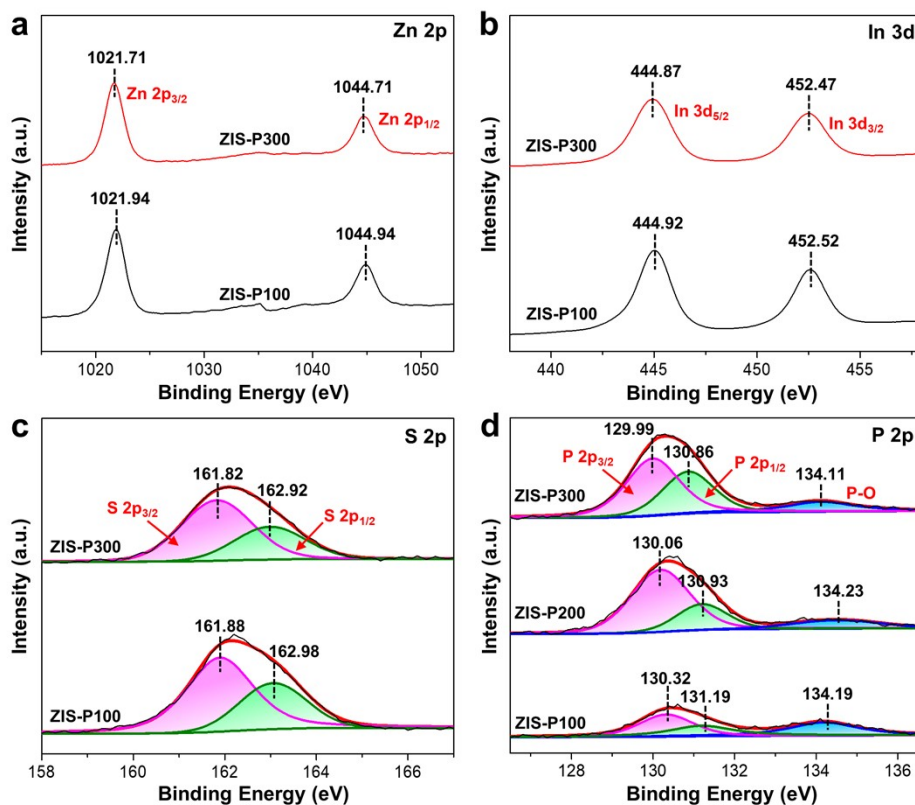 a
Zn 2p
1021.71
1044.71
Zn 2p3/2
Zn 2p1/2
ZIS-P300
1021.94
1044.94
ZIS-P100
Intensity (a.u.)
1020 1030 1040 1050
Binding Energy (eV)
b
In 3d
444.87
452.47
In 3d5/2
In 3d3/2
ZIS-P300
444.92
452.52
ZIS-P100
Intensity (a.u.)
440 445 450 455
Binding Energy (eV)
c
S 2p
161.82
162.92
S 2p3/2
S 2p1/2
ZIS-P300
161.88
162.98
ZIS-P100
Intensity (a.u.)
158 160 162 164 166
Binding Energy (eV)
d
P 2p
129.99
130.86
P 2p3/2
P 2p1/2
134.11
P-O
ZIS-P300
130.06
130.93
134.23
ZIS-P200
130.32
131.19
134.19
ZIS-P100
Intensity (a.u.)
128 130 132 134 136
Binding Energy (eV)